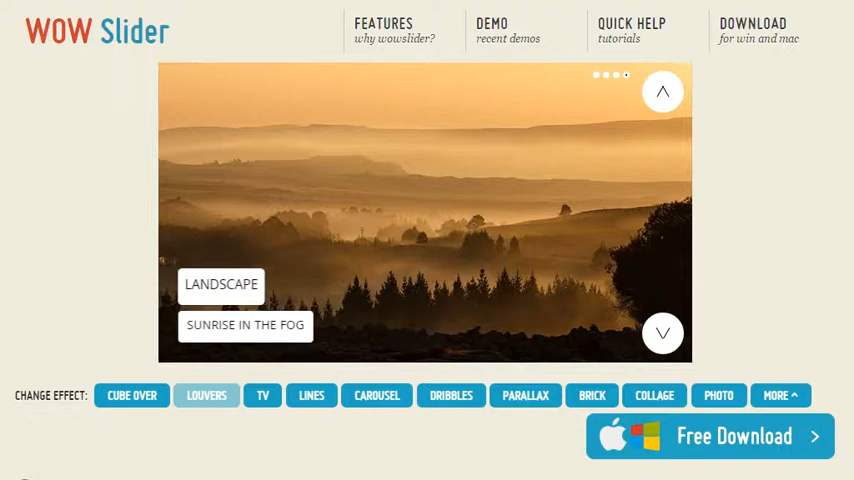 WOW Slider
FEATURES
why wowslider?
DEMO
recent demos
QUICK HELP
tutorials
DOWNLOAD
for win and mac
LANDSCAPE
SUNRISE IN THE FOG
CHANGE EFFECT: CUBE OVER LOUVERS TV LINES CAROUSEL DRIBBLES PARALLAX BRICK COLLAGE PHOTO MORE ^
Free Download >